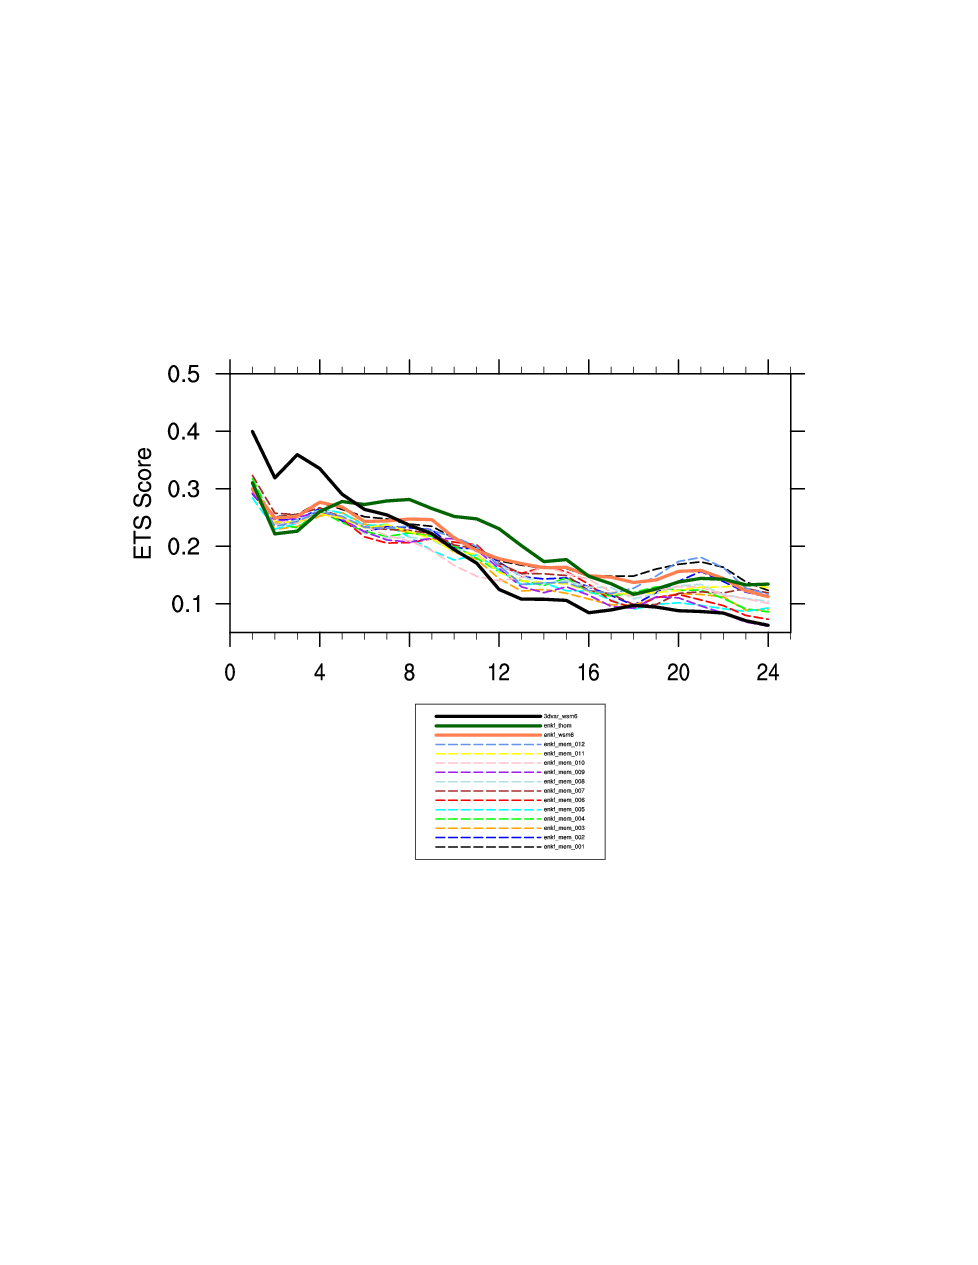 0.5
0.4
0.3
0.2
0.1
ETS Score
0 4 8 12 16 20 24
3dvar_wsm6
enkf_thom
enkf_wsm6
enkf_mem_012
enkf_mem_011
enkf_mem_010
enkf_mem_009
enkf_mem_008
enkf_mem_007
enkf_mem_006
enkf_mem_005
enkf_mem_004
enkf_mem_003
enkf_mem_002
enkf_mem_001